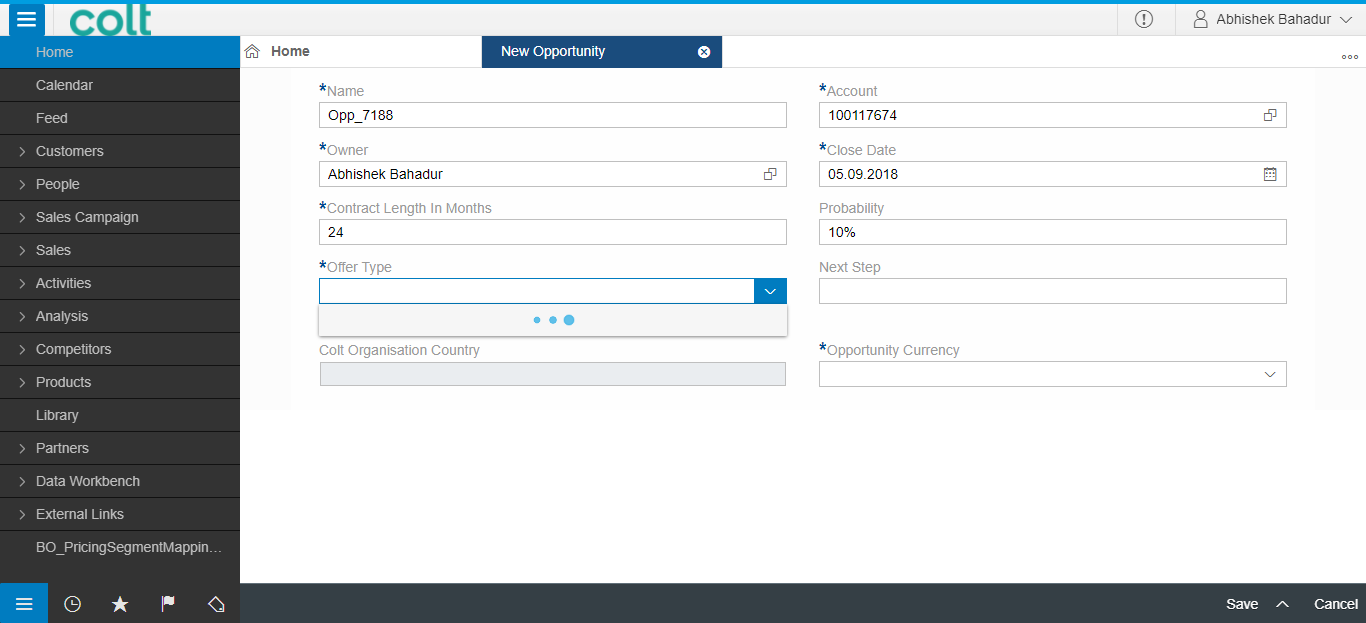 colt
Abhishek Bahadur
Home
Calendar
Feed
Customers
People
Sales Campaign
Sales
Activities
Analysis
Competitors
Products
Library
Partners
Data Workbench
External Links
BO_PricingSegmentMappin...
Home
New Opportunity
*Name
Opp_7188
*Account
100117674
*Owner
Abhishek Bahadur
*Close Date
05.09.2018
*Contract Length In Months
24
Probability
10%
*Offer Type
Next Step
Colt Organisation Country
*Opportunity Currency
Save
Cancel